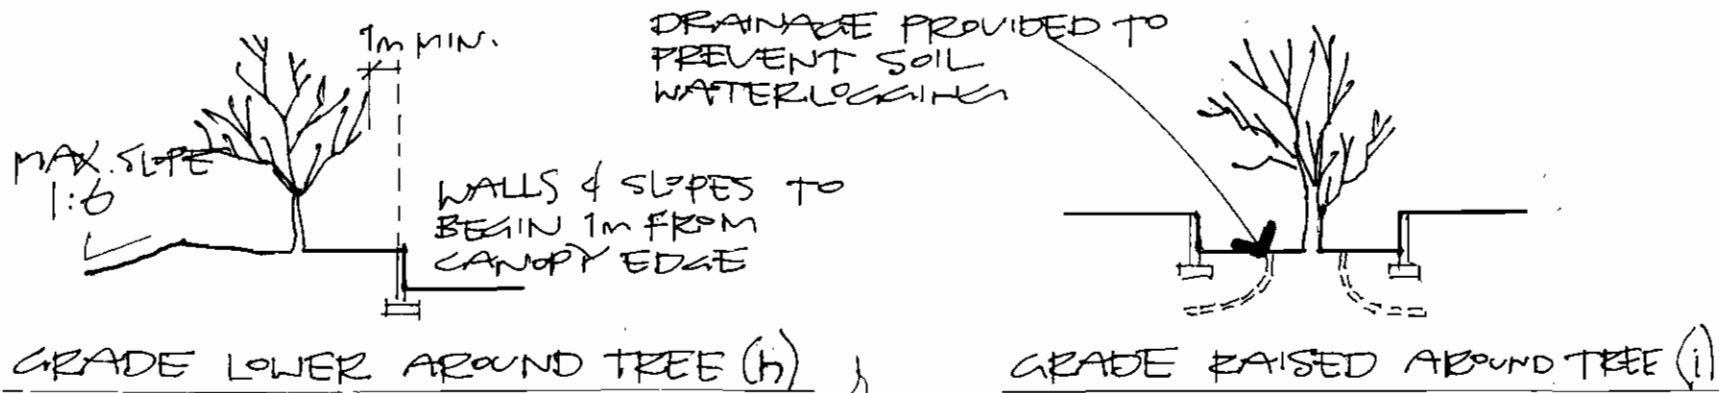 1m MIN.
MAX. SLOPE
1:6
WALLS & SLOPES TO
BEGIN 1m FROM
CANOPY EDGE
GRADE LOWER AROUND TREE (h)
DRAINAGE PROVIDED TO
PREVENT SOIL
WATERLOGGING
GRADE RAISED AROUND TREE (i)